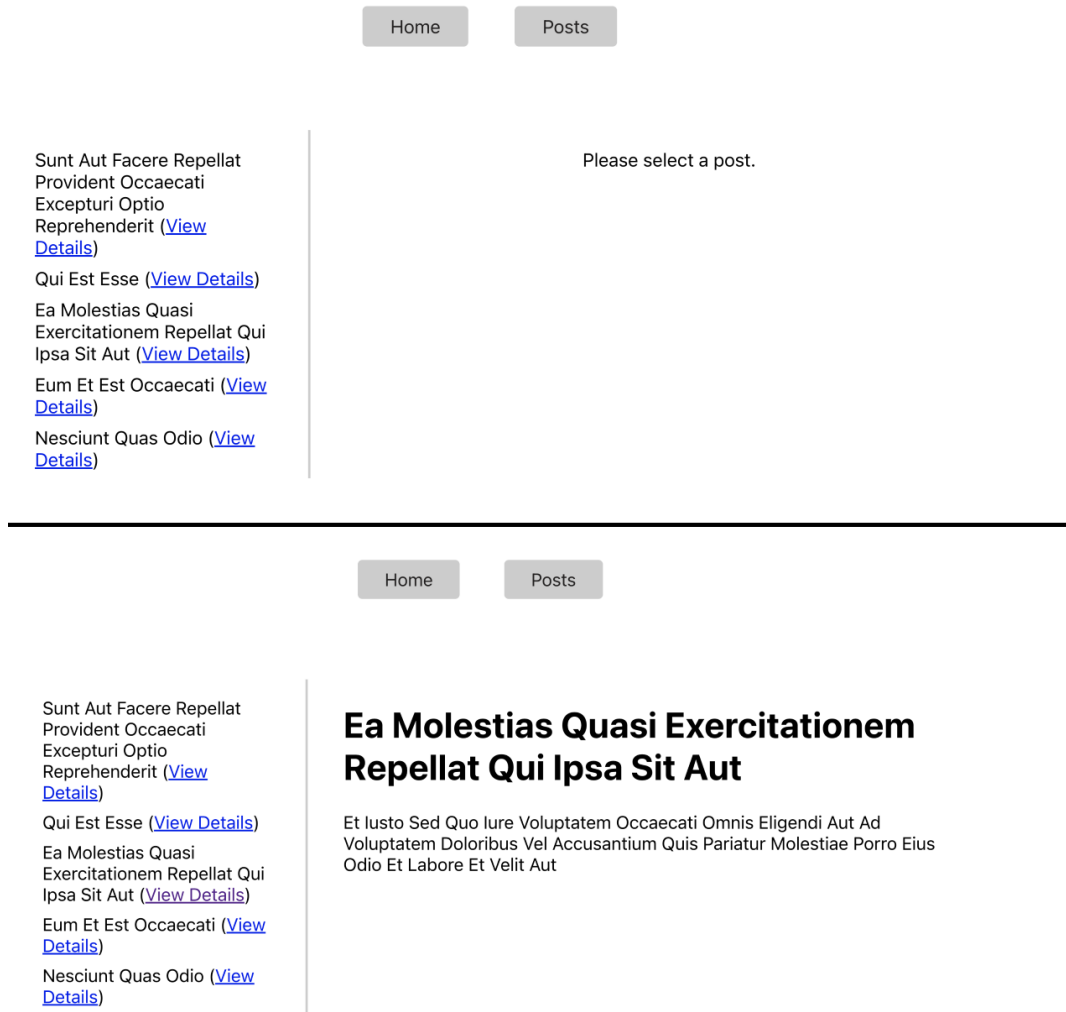 Home Posts
Sunt Aut Facere Repellat
Provident Occaecati
Excepturi Optio
Reprehenderit (View
Details)
Qui Est Esse (View Details)
Ea Molestias Quasi
Exercitationem Repellat Qui
Ipsa Sit Aut (View Details)
Eum Et Est Occaecati (View
Details)
Nesciunt Quas Odio (View
Details)
Please select a post.
Home Posts
Sunt Aut Facere Repellat
Provident Occaecati
Excepturi Optio
Reprehenderit (View
Details)
Qui Est Esse (View Details)
Ea Molestias Quasi
Exercitationem Repellat Qui
Ipsa Sit Aut (View Details)
Eum Et Est Occaecati (View
Details)
Nesciunt Quas Odio (View
Details)
Ea Molestias Quasi Exercitationem
Repellat Qui Ipsa Sit Aut
Et Iusto Sed Quo Iure Voluptatem Occaecati Omnis Eligendi Aut Ad
Voluptatem Doloribus Vel Accusantium Quis Pariatur Molestiae Porro Eius
Odio Et Labore Et Velit Aut